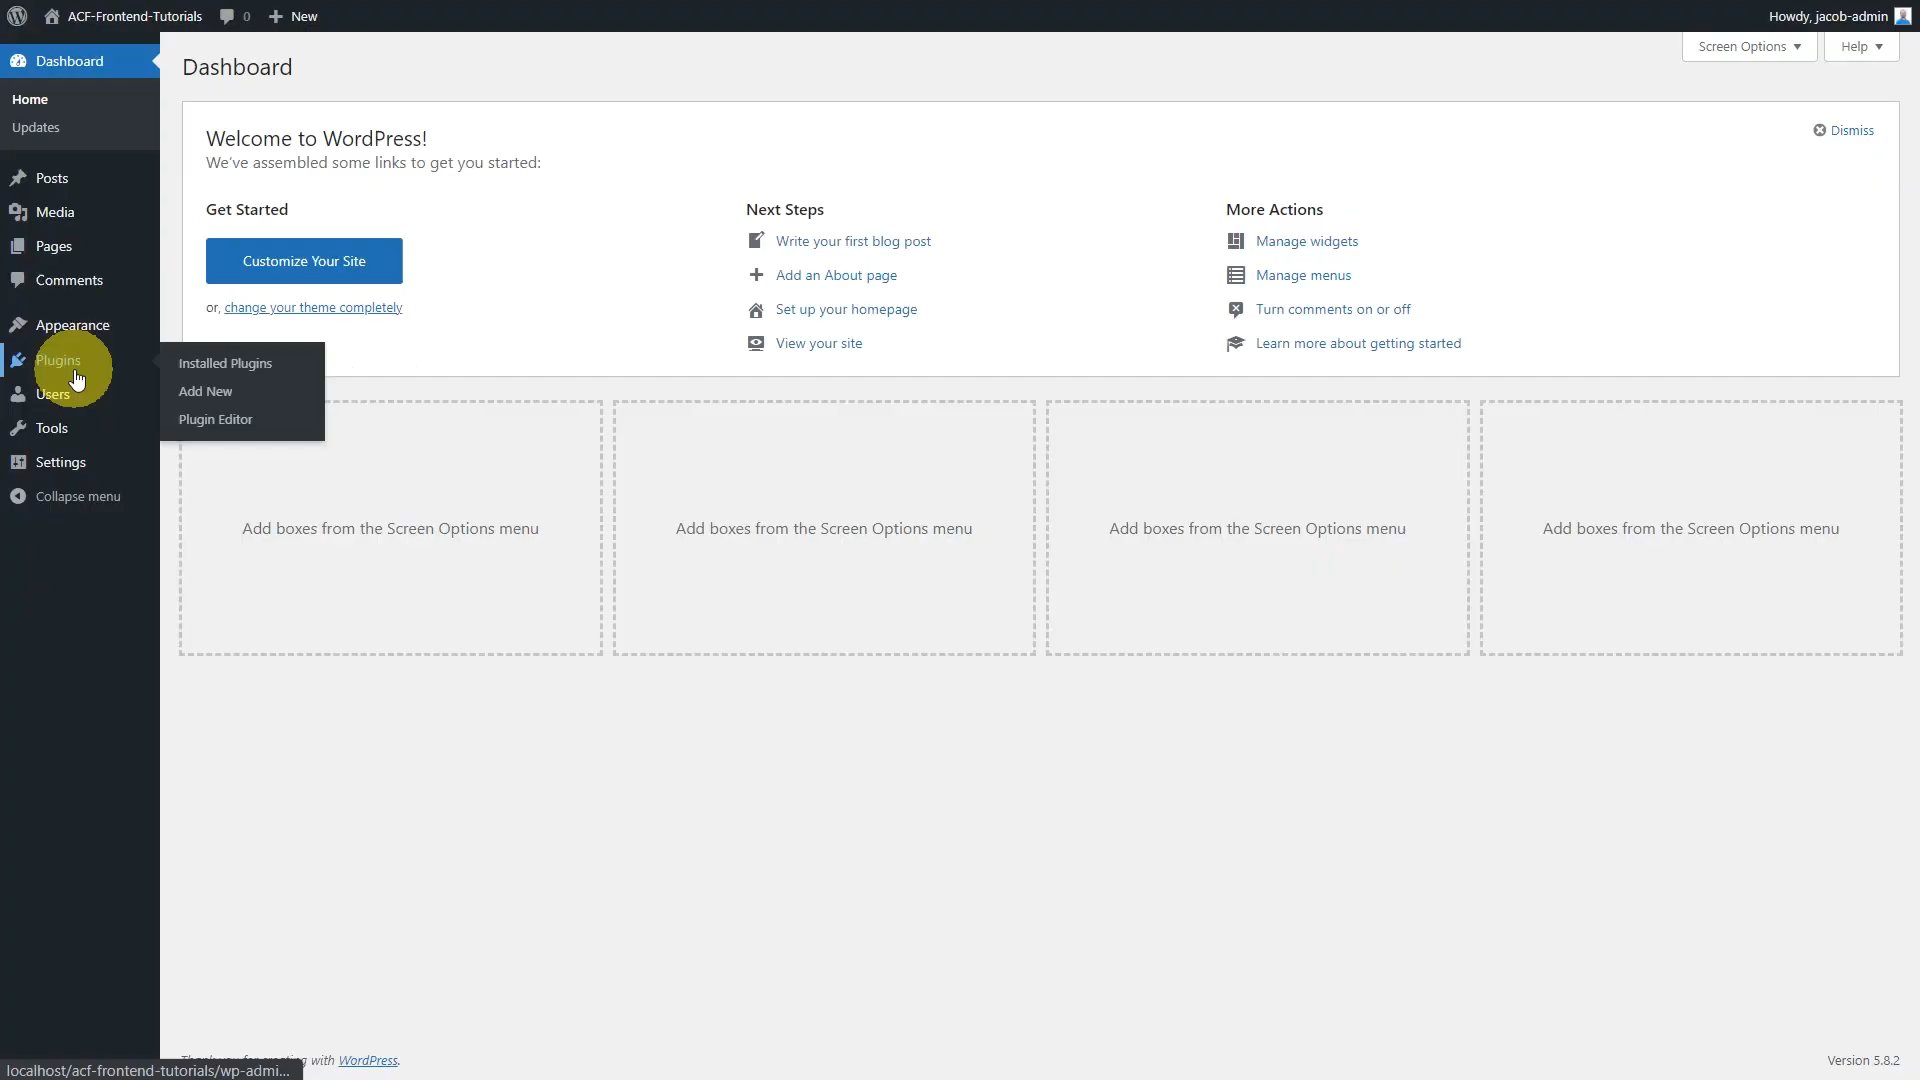 ACF-Frontend-Tutorials 0 New Howdy, jacob-admin
Dashboard
Home
Updates
Posts
Media
Pages
Comments
Appearance
Plugins
Users
Tools
Settings
Collapse menu
Installed Plugins
Add New
Plugin Editor
Screen Options Help
Dashboard
Welcome to WordPress!
We've assembled some links to get you started:
Dismiss
Get Started
Customize Your Site
or, change your theme completely
Next Steps
Write your first blog post
Add an About page
Set up your homepage
View your site
More Actions
Manage widgets
Manage menus
Turn comments on or off
Learn more about getting started
Add boxes from the Screen Options menu
Add boxes from the Screen Options menu
Add boxes from the Screen Options menu
Add boxes from the Screen Options menu
with WordPress.
Version 5.8.2
localhost/acf-frontend-tutorials/wp-admi...